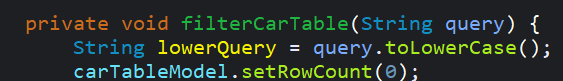 private void filterCarTable(String query) {
String lowerQuery = query.toLowerCase();
carTableModel.setRowCount(0);